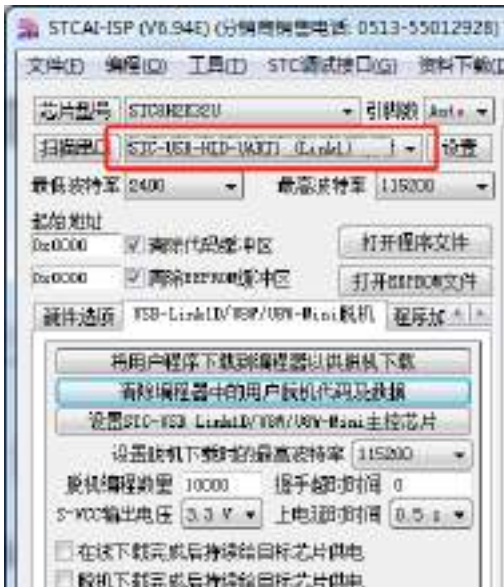 STCAI-ISP (V6.94E) (分销商销售电话: 0513-55012928)
文件(F) 编程(O) 工具(T) STC调试接口(G) 资料下载(D
芯片型号 STC8H2K32U 引脚数 Auto
扫描串口 STC-USB-HID-UART1 (Link1) 设置
最低波特率 2400 最高波特率 115200
起始地址
0x0000 清除代码缓冲区 打开程序文件
0x0000 清除EEPROM缓冲区 打开EEPROM文件
硬件选项 USB-Link1D/U8W/U8W-Mini脱机 程序加
将用户程序下载到编程器以供脱机下载
清除编程器中的用户脱机代码及数据
设置STC-USB Link1D/U8W/U8W-Mini主控芯片
设置脱机下载时的最高波特率 115200
脱机编程数量 10000 握手超时时间 0
S-VCC输出电压 3.3 V 上电延时时间 0.5 s
在线下载完成后持续给目标芯片供电
脱机下载完成后持续给目标芯片供电